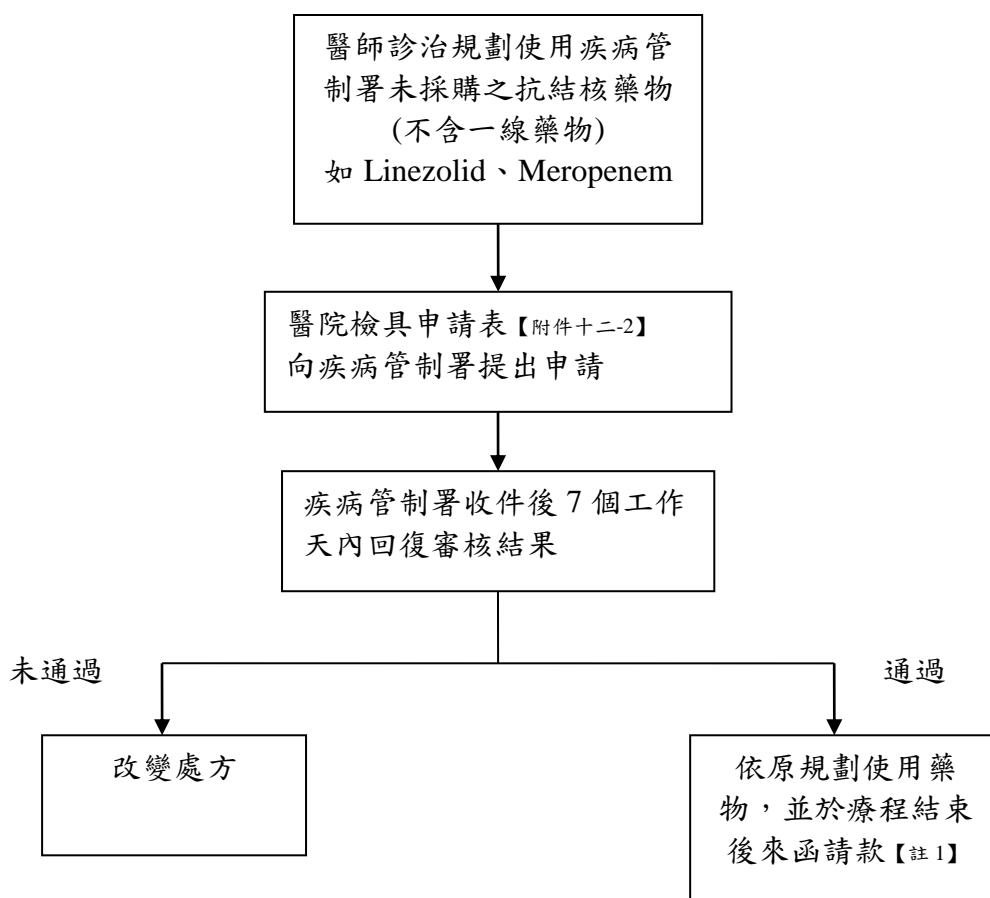 醫師診治規劃使用疾病管
制署未採購之抗結核藥物
(不含一線藥物)
如 Linezolid、Meropenem
醫院檢具申請表【附件十二-2】
向疾病管制署提出申請
疾病管制署收件後 7 個工作
天內回復審核結果
未通過
通過
改變處方
依原規劃使用藥
物，並於療程結束
後來函請款【註 1】